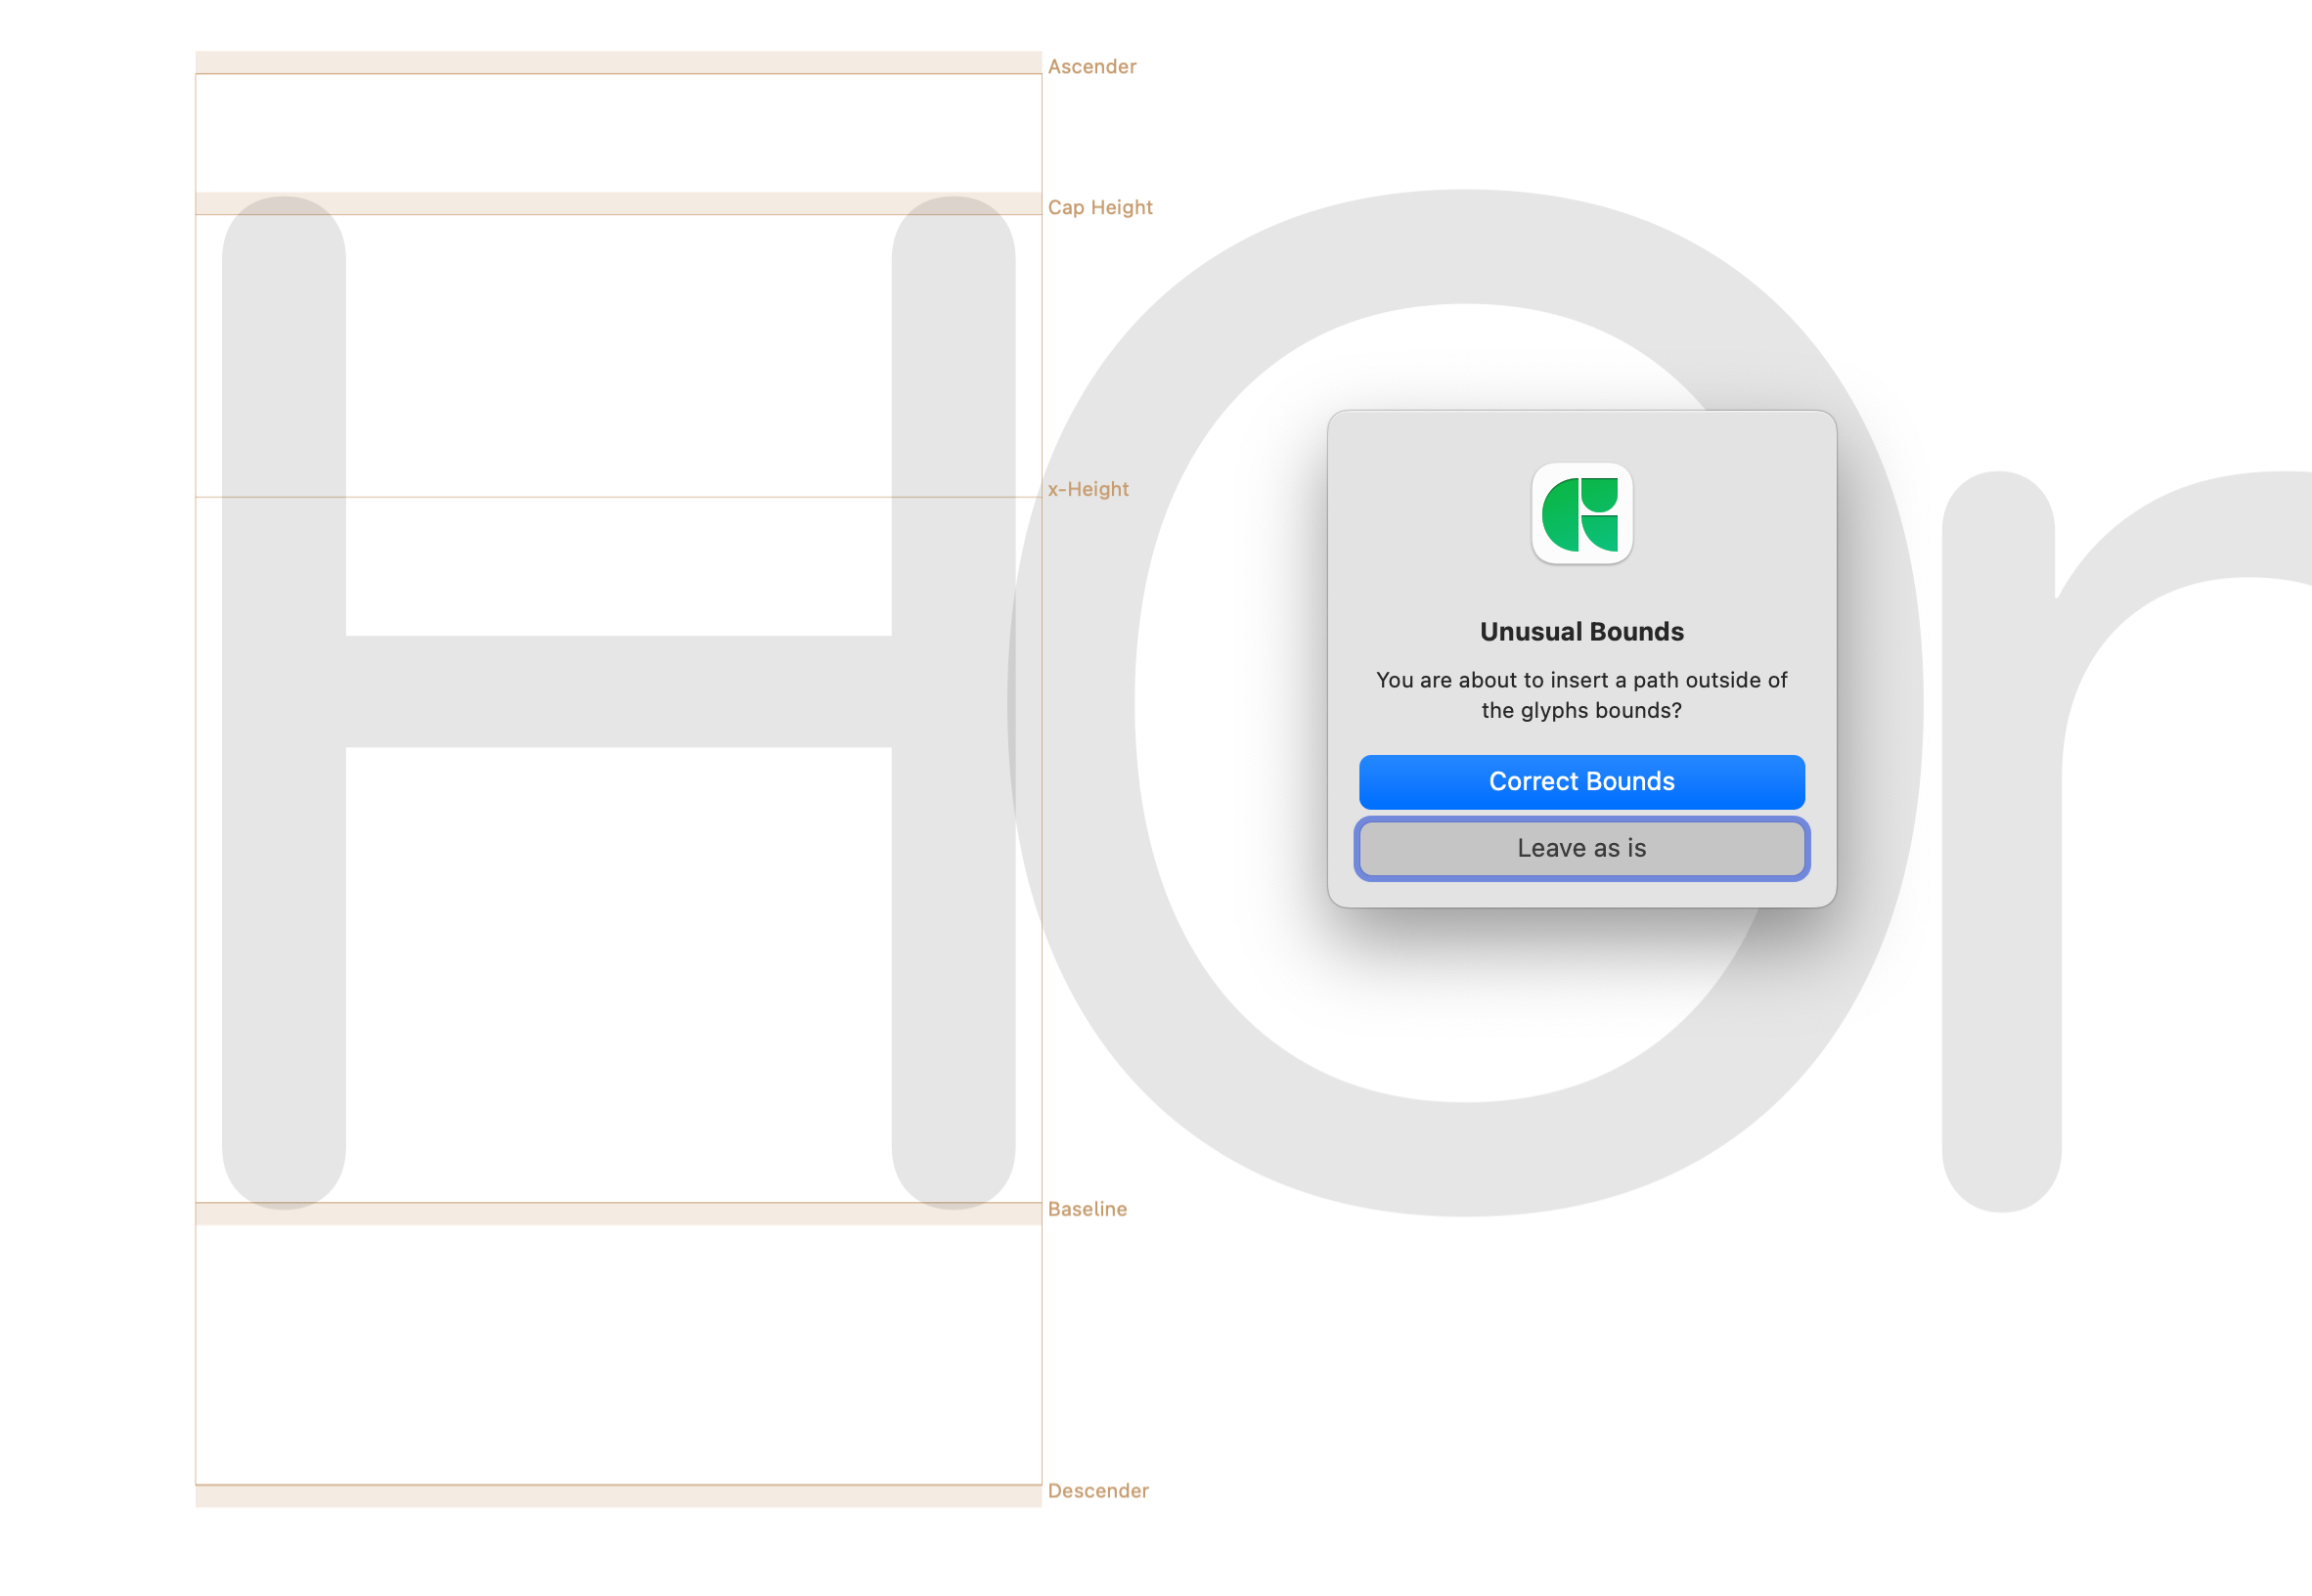 Ascender
Cap Height
x-Height
Baseline
Descender
HOr
Unusual Bounds
You are about to insert a path outside of
the glyphs bounds?
Correct Bounds
Leave as is